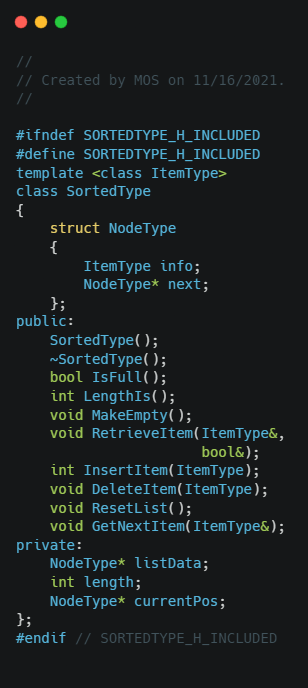 //
// Created by MOS on 11/16/2021.
//
#ifndef SORTEDTYPE_H_INCLUDED
#define SORTEDTYPE_H_INCLUDED
template <class ItemType>
class SortedType
{
    struct NodeType
    {
        ItemType info;
        NodeType* next;
    };
public:
    SortedType();
    ~SortedType();
    bool IsFull();
    int LengthIs();
    void MakeEmpty();
    void RetrieveItem(ItemType&,
                      bool&);
    int InsertItem(ItemType);
    void DeleteItem(ItemType);
    void ResetList();
    void GetNextItem(ItemType&);
private:
    NodeType* listData;
    int length;
    NodeType* currentPos;
};
#endif // SORTEDTYPE_H_INCLUDED